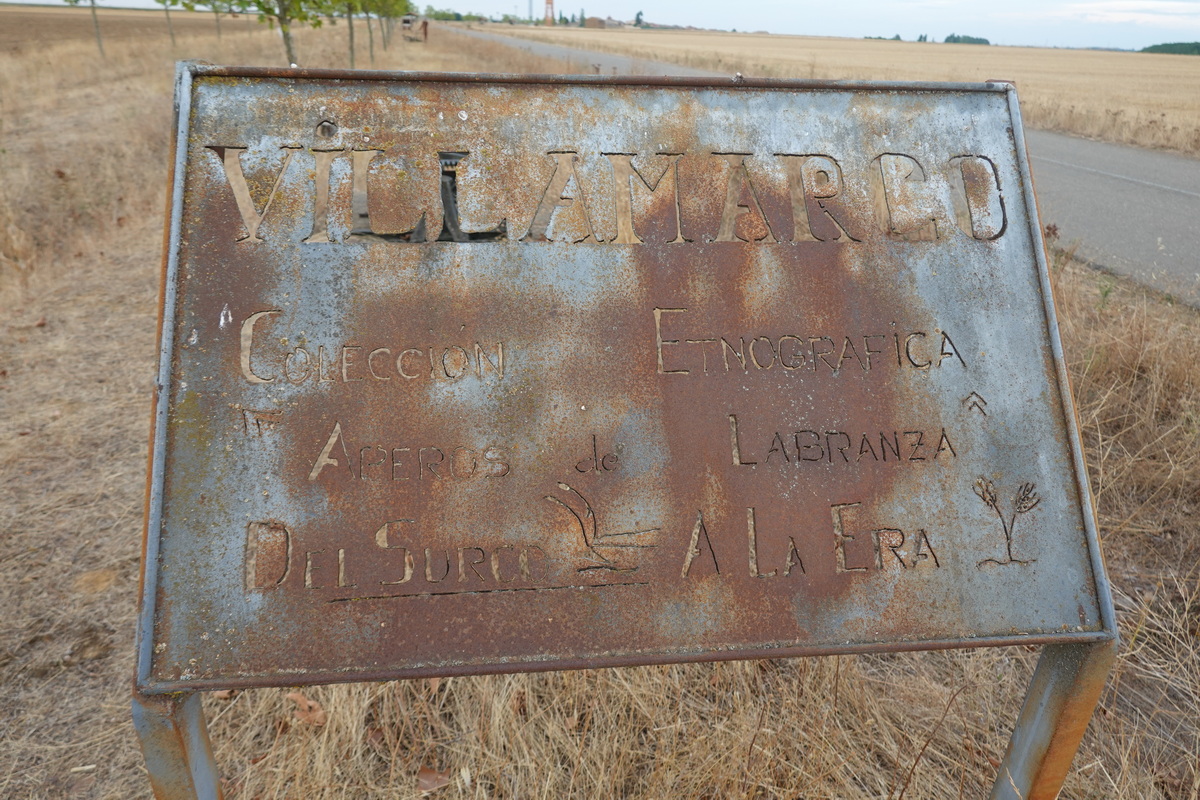 VILLAMARCO
COLECCIÓN ETNOGRAFICA
APEROS de LABRANZA
DEL SURCO A LA ERA